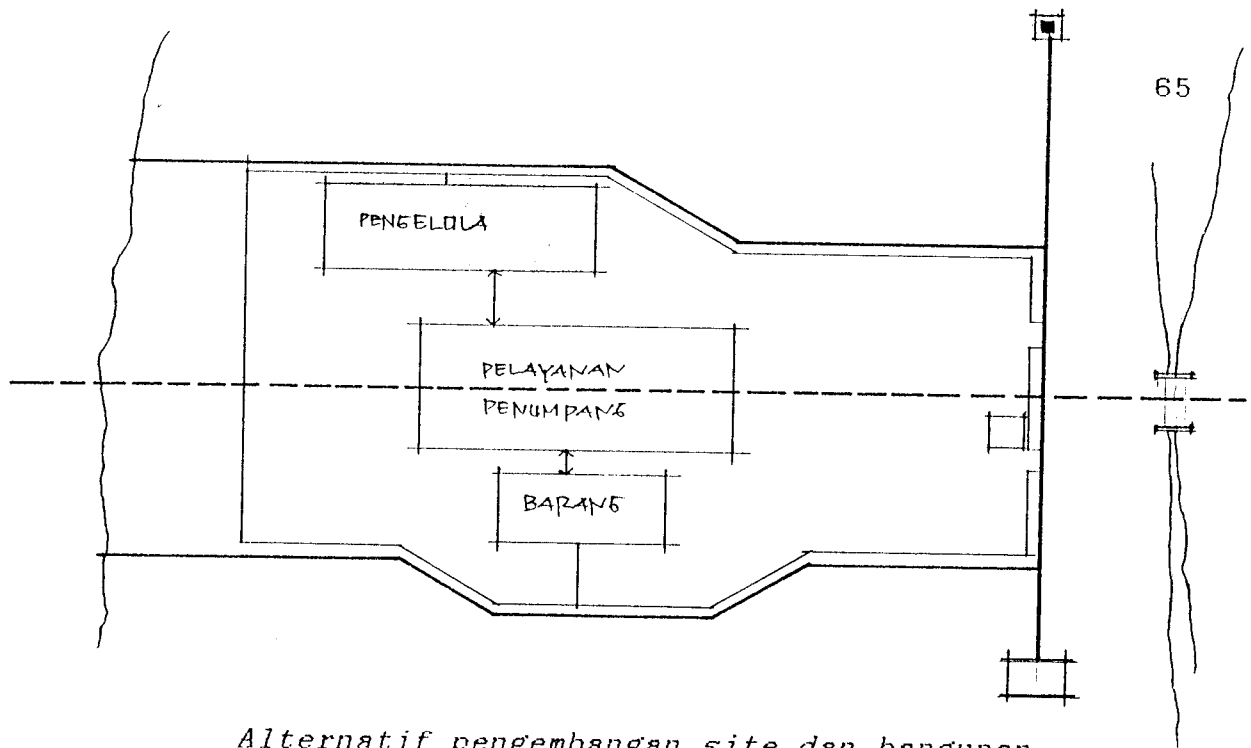 65
PENGELOLA
PELAYANAN
PENUMPANG
BARANG
Alternatif pengembangan site dan bangunan